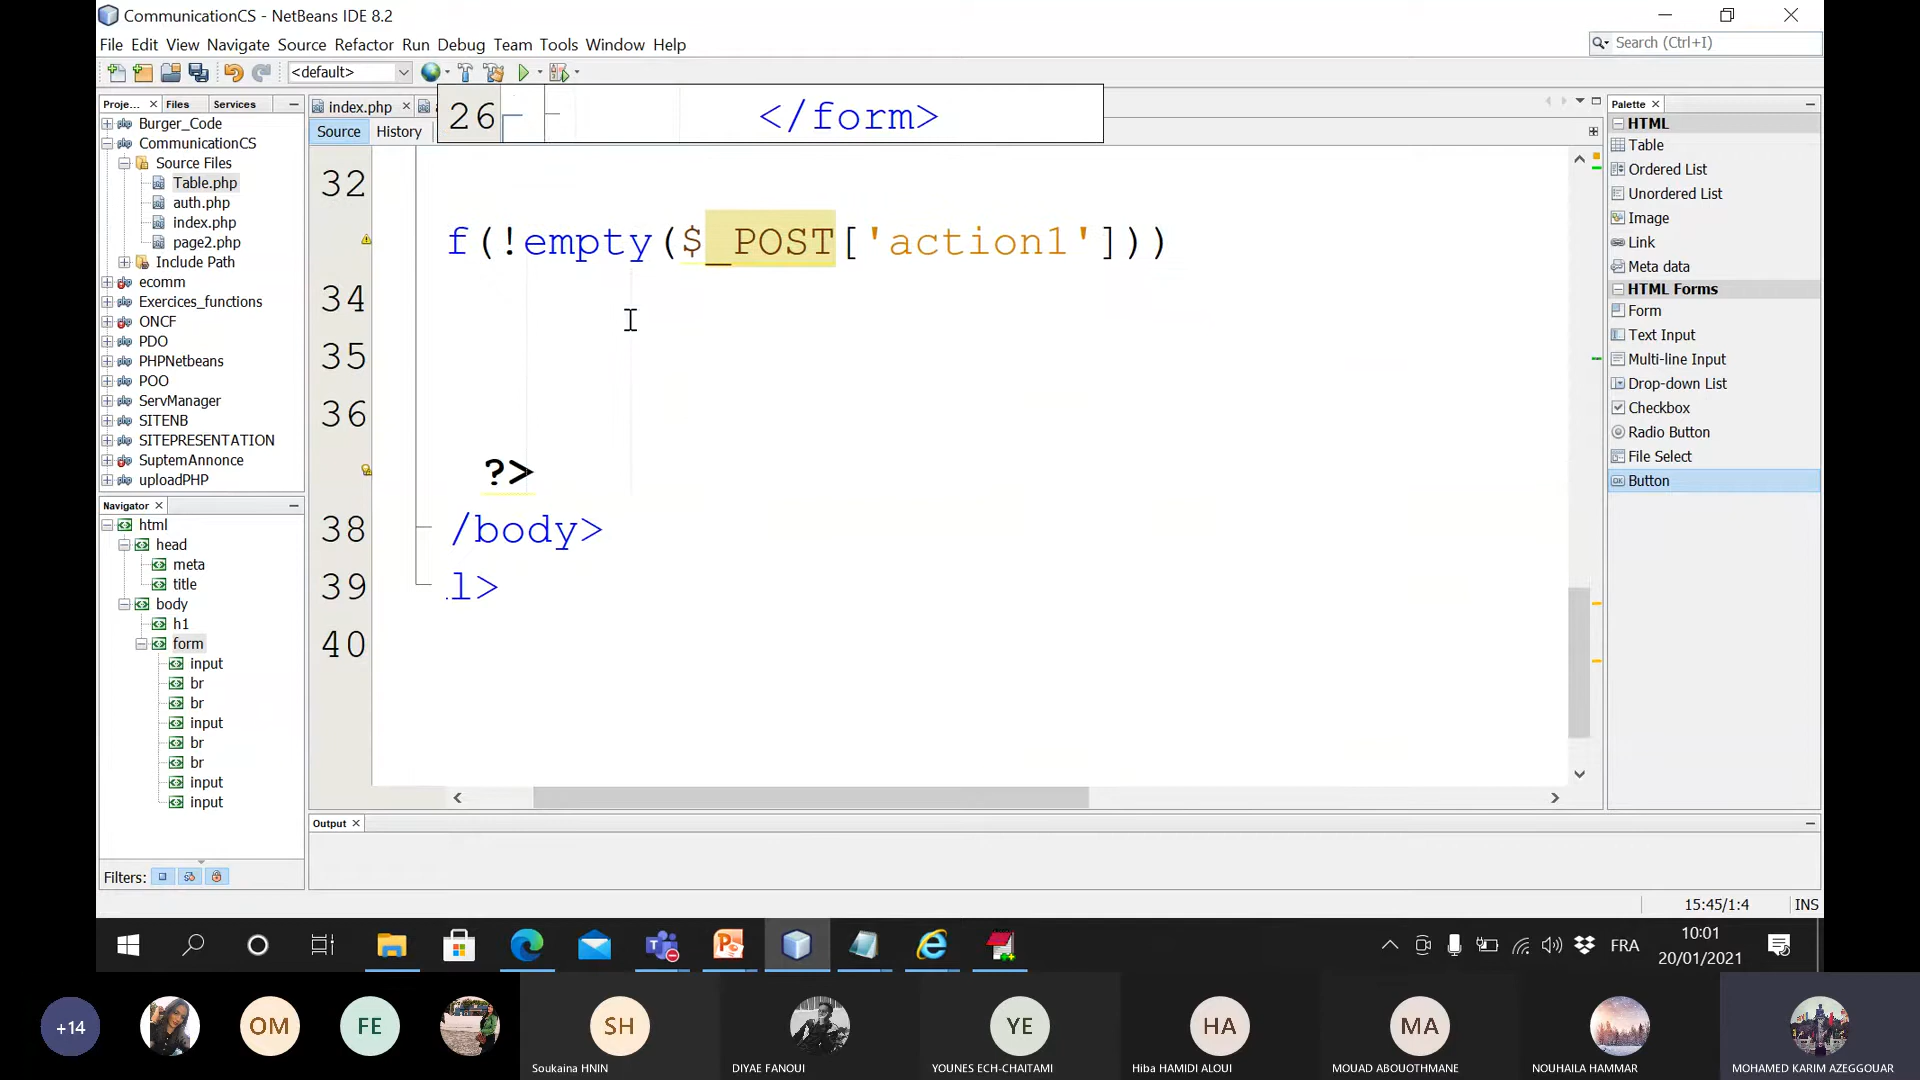 CommunicationCS - NetBeans IDE 8.2
File Edit View Navigate Source Refactor Run Debug Team Tools Window Help
Search (Ctrl+I)
<default>
Proje...
Files
Services
Burger_Code
CommunicationCS
Source Files
Table.php
auth.php
index.php
page2.php
Include Path
ecomm
Exercices_functions
ONCF
PDO
PHPNetbeans
POO
ServManager
SITENB
SITEPRESENTATION
SuptemAnnonce
uploadPHP
Navigator
html
head
meta
title
body
h1
form
input
br
br
input
br
br
input
input
Filters:
index.php
Source
History
26 </form>
32
f(!empty($_POST['action1']))
34
35
36
?>
38 /body>
39 l>
40
Output
Palette
HTML
Table
Ordered List
Unordered List
Image
Link
Meta data
HTML Forms
Form
Text Input
Multi-line Input
Drop-down List
Checkbox
Radio Button
File Select
Button
15:45/1:4 INS
FRA
10:01
20/01/2021
+14
OM
FE
SH
Soukaina HNIN
DIYAE FANOUI
YE
YOUNES ECH-CHAITAMI
HA
Hiba HAMIDI ALOUI
MA
MOUAD ABOUOTHMANE
NOUHAILA HAMMAR
MOHAMED KARIM AZEGGOUAR